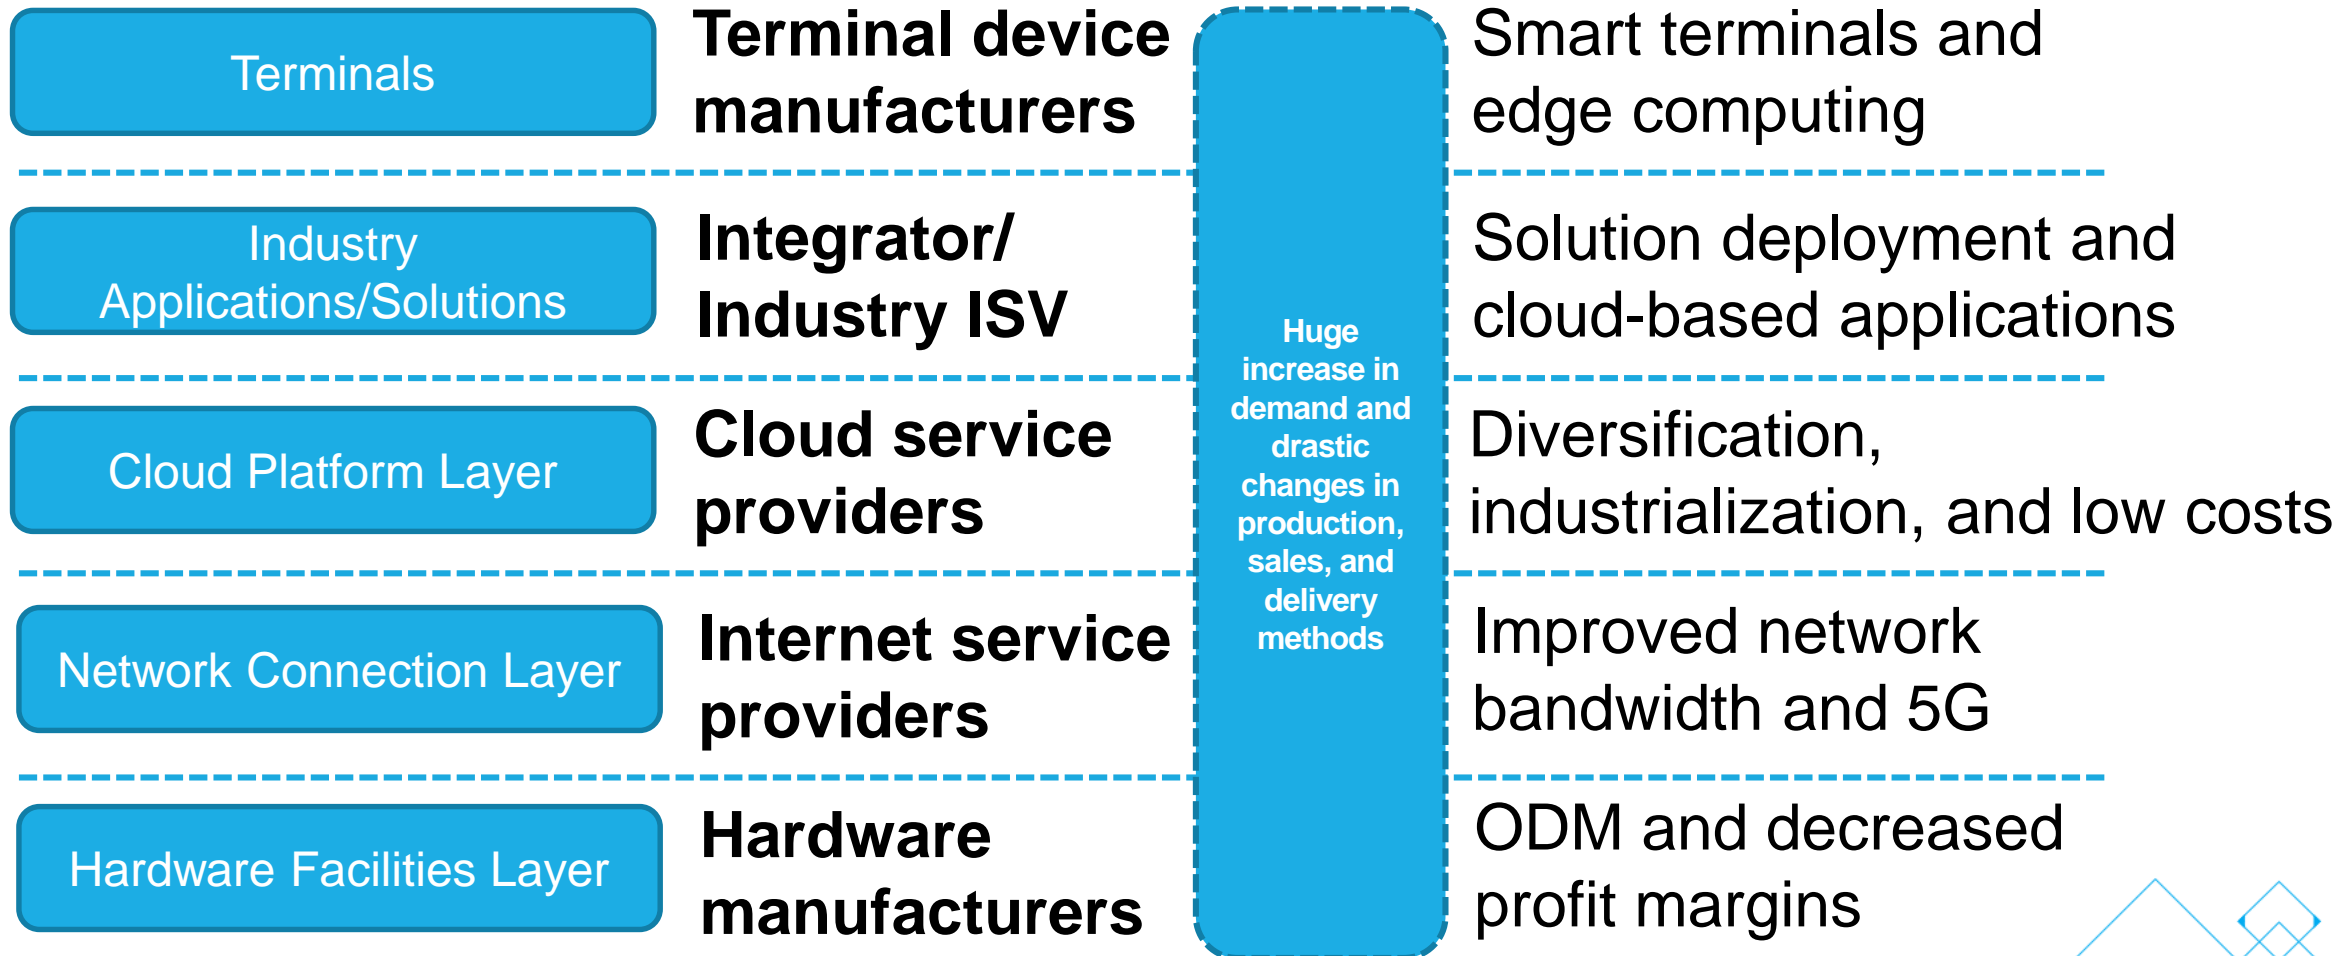 Terminals
Terminal device
manufacturers
Smart terminals and
edge computing
Industry
Applications/Solutions
Integrator/
Industry ISV
Solution deployment and
cloud-based applications
Cloud Platform Layer
Cloud service
providers
Diversification,
industrialization, and low costs
Network Connection Layer
Internet service
providers
Improved network
bandwidth and 5G
Hardware Facilities Layer
Hardware
manufacturers
ODM and decreased
profit margins
Huge
increase in
demand and
drastic
changes in
production,
sales, and
delivery
methods